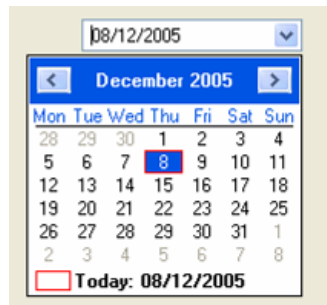 08/12/2005
December 2005
Mon Tue Wed Thu Fri Sat Sun
28 29 30 1 2 3 4
5 6 7 8 9 10 11
12 13 14 15 16 17 18
19 20 21 22 23 24 25
26 27 28 29 30 31 1
2 3 4 5 6 7 8
Today: 08/12/2005